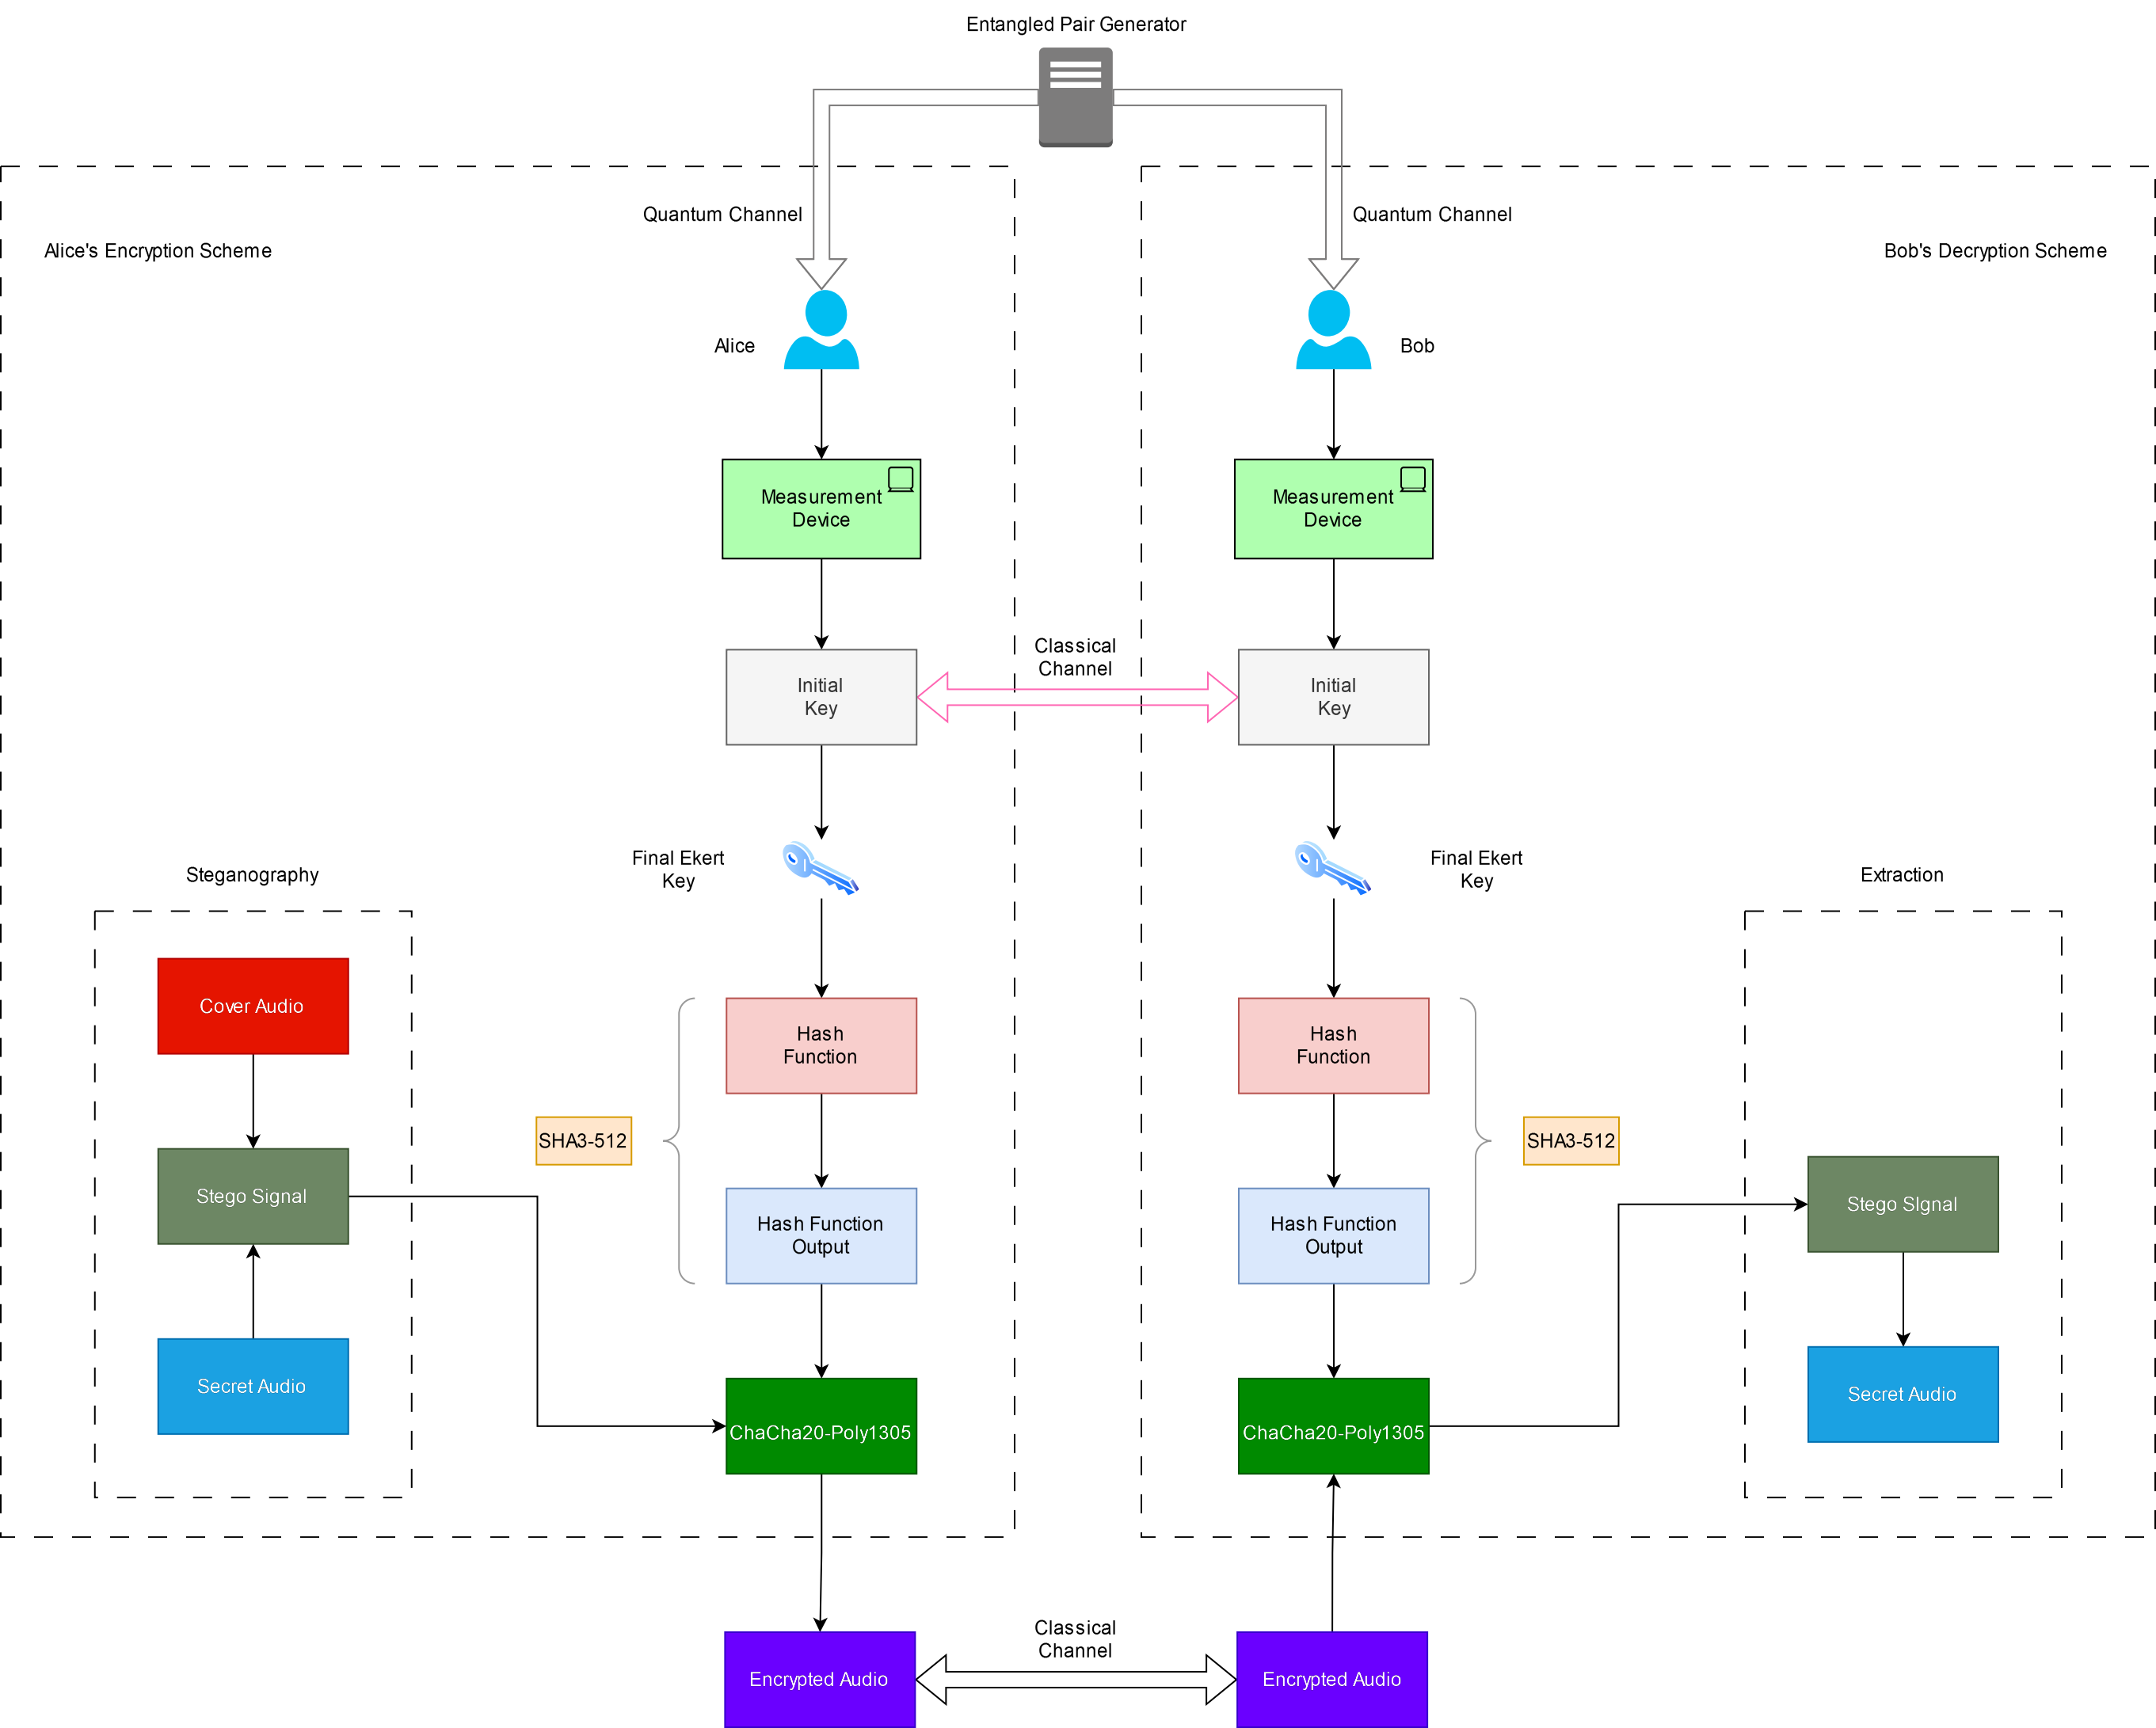 Entangled Pair Generator
Quantum Channel
Quantum Channel
Alice's Encryption Scheme
Bob's Decryption Scheme
Alice
Bob
Measurement
Device
Measurement
Device
Classical
Channel
Initial
Key
Initial
Key
Final Ekert
Key
Final Ekert
Key
Steganography
Extraction
Cover Audio
Hash
Function
Hash
Function
SHA3-512
SHA3-512
Stego Signal
Stego SIgnal
Hash Function
Output
Hash Function
Output
Secret Audio
Secret Audio
ChaCha20-Poly1305
ChaCha20-Poly1305
Classical
Channel
Encrypted Audio
Encrypted Audio